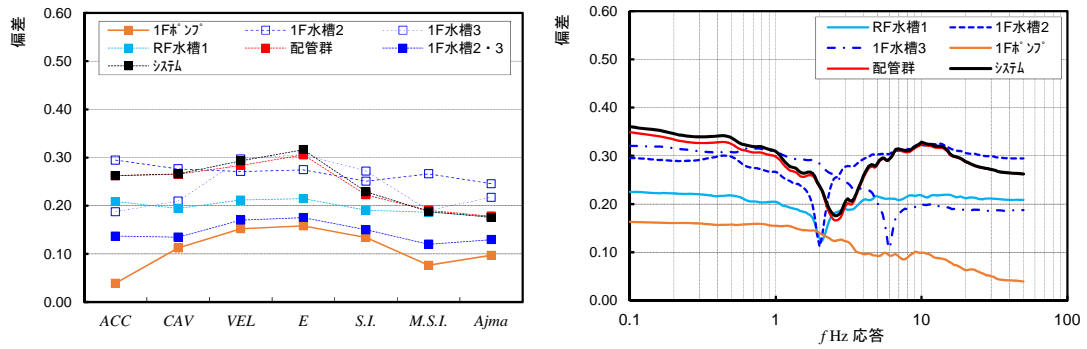 偏差
0.60
0.50
0.40
0.30
0.20
0.10
0.00
1Fﾎﾟﾝﾌﾟ
1F水槽2
1F水槽3
RF水槽1
配管群
1F水槽2・3
システム
ACC CAV VEL E S.I. M.S.I. Ajma
偏差
0.60
0.50
0.40
0.30
0.20
0.10
0.00
RF水槽1
1F水槽2
1F水槽3
1Fﾎﾟﾝﾌﾟ
配管群
システム
0.1 1 10 100
f Hz 応答